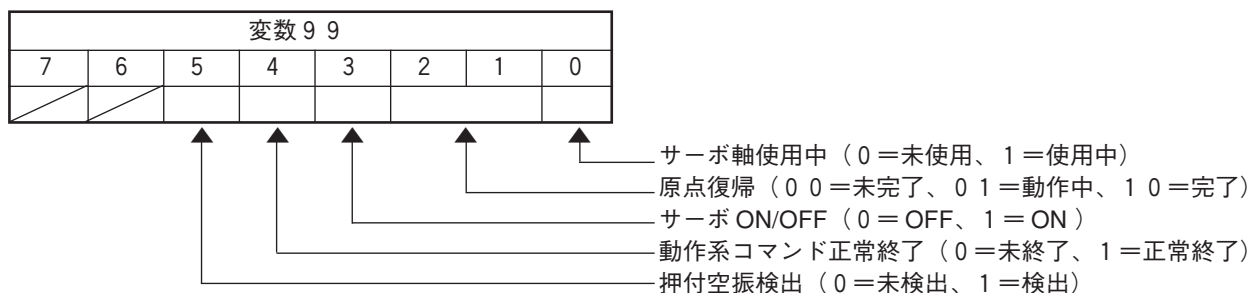 変数９９
7 6 5 4 3 2 1 0
サーボ軸使用中（０＝未使用、１＝使用中）
原点復帰（００＝未完了、０１＝動作中、１０＝完了）
サーボ ON/OFF（０＝ OFF、１＝ ON ）
動作系コマンド正常終了（０＝未終了、１＝正常終了）
押付空振検出（０＝未検出、１＝検出）